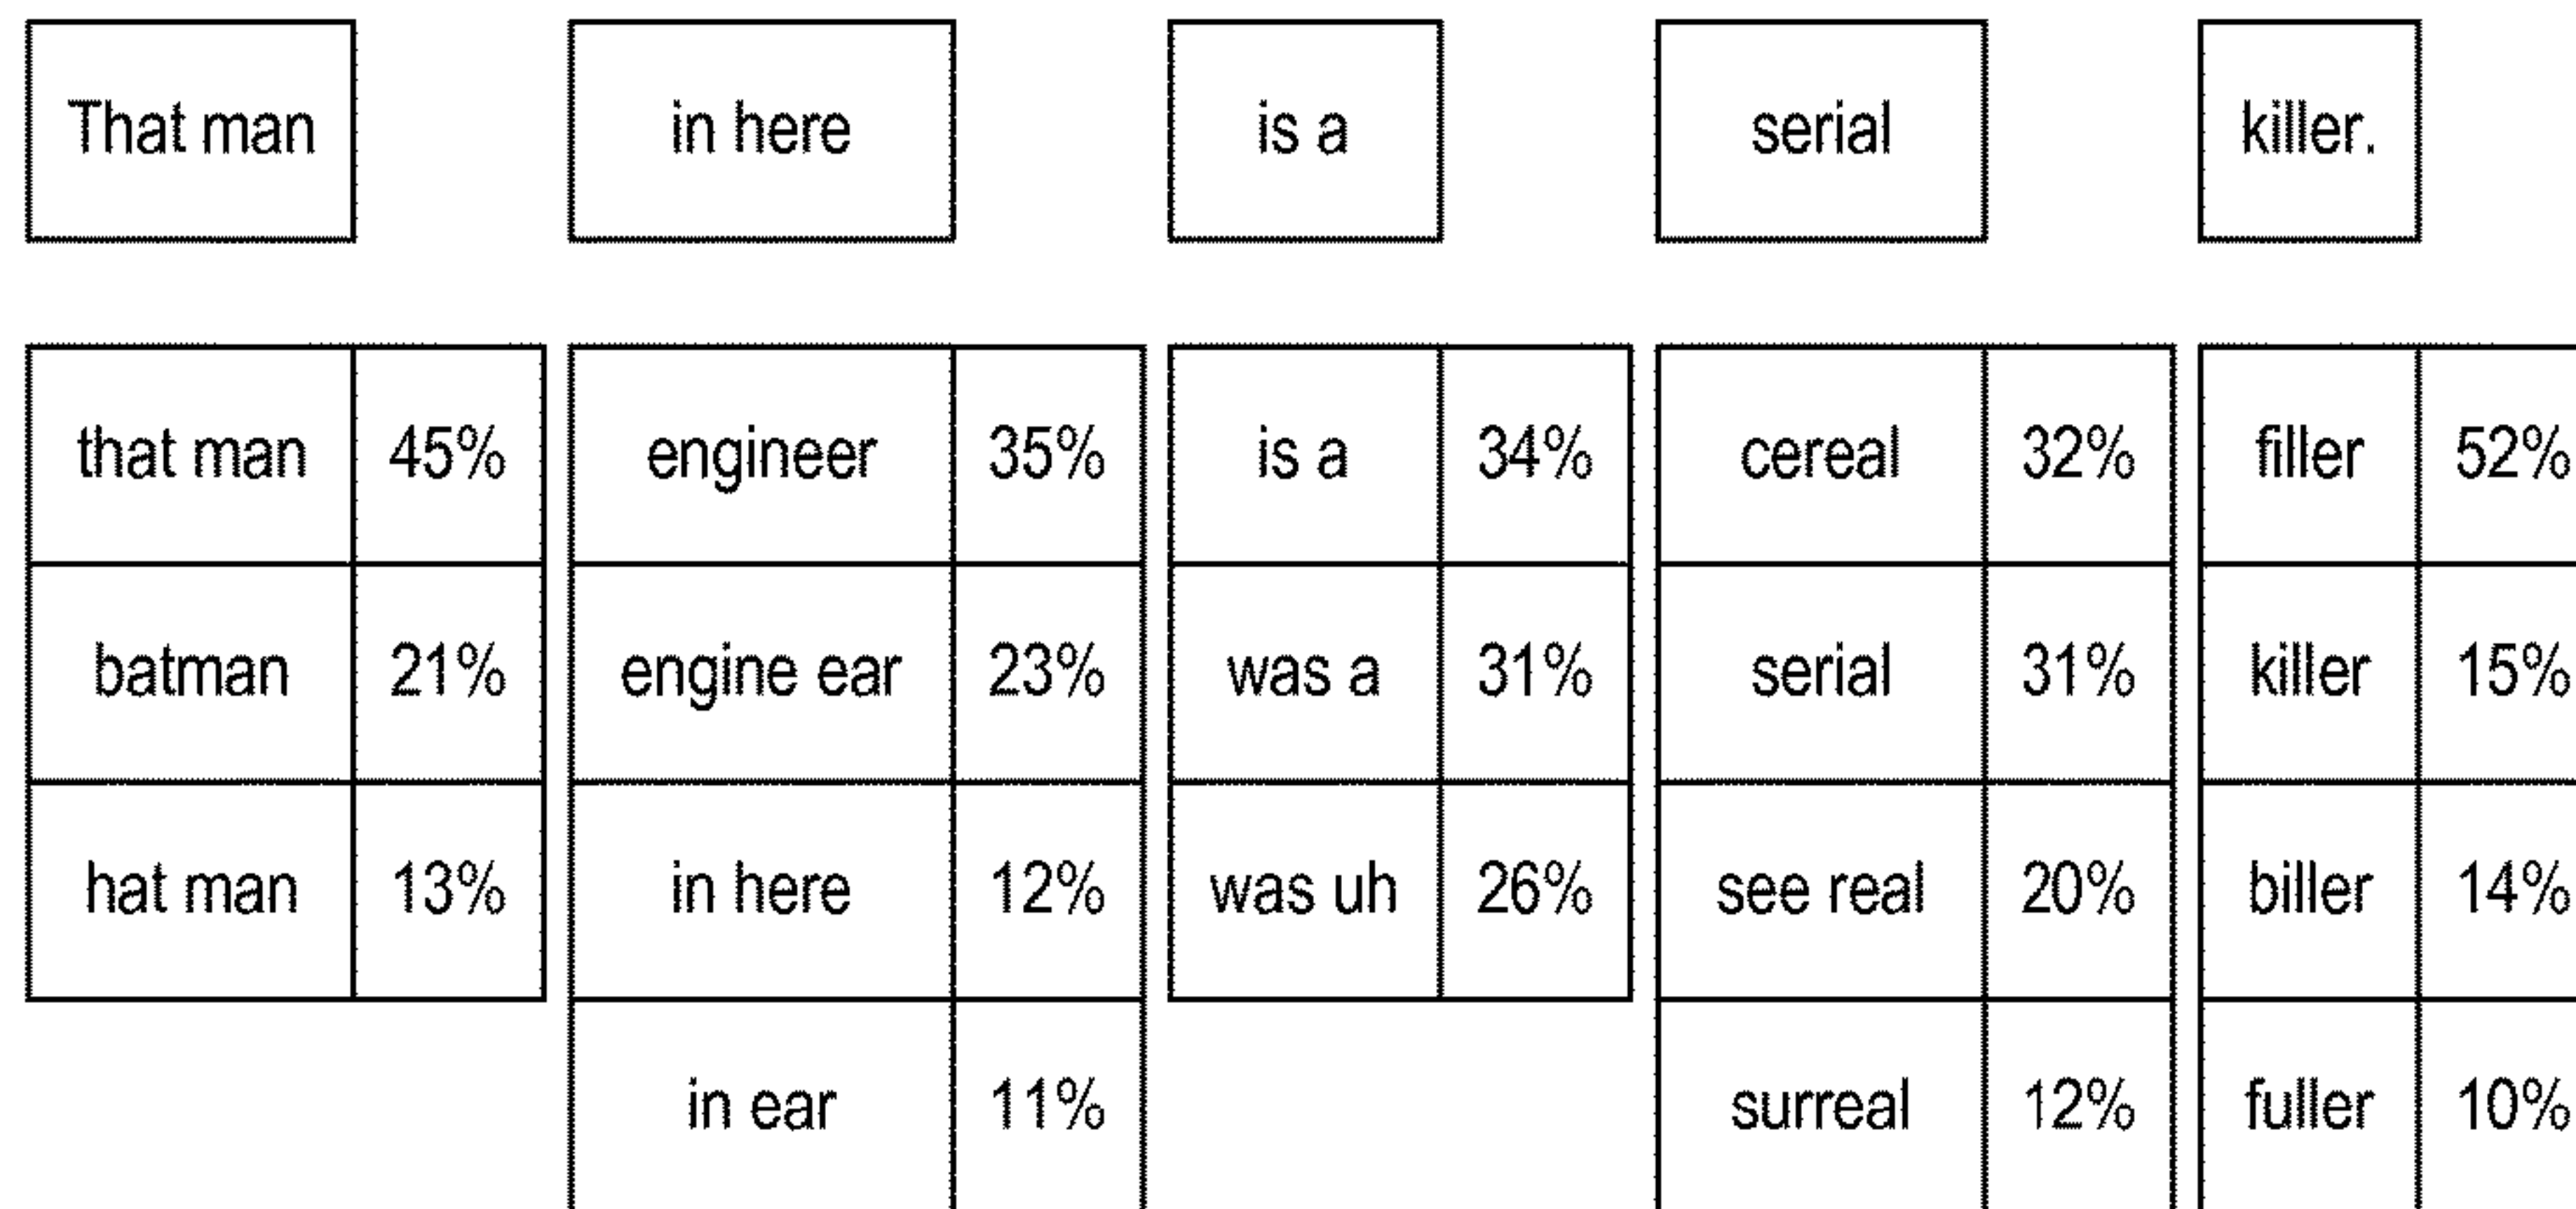 That man in here is a serial killer.
that man 45% engineer 35% is a 34% cereal 32% filler 52%
batman 21% engine ear 23% was a 31% serial 31% killer 15%
hat man 13% in here 12% was uh 26% see real 20% biller 14%
in ear 11% surreal 12% fuller 10%